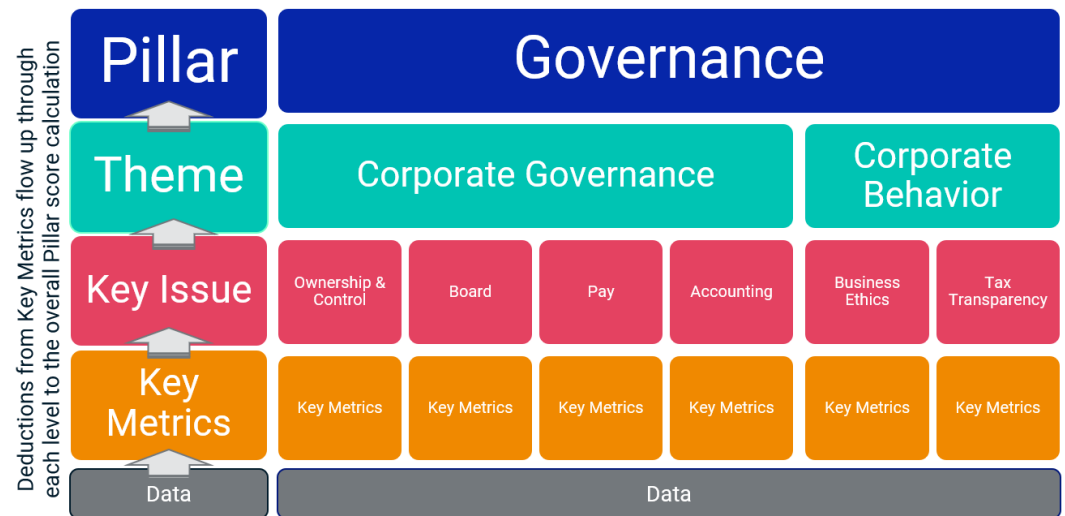 Deductions from Key Metrics flow up through
each level to the overall Pillar score calculation
Pillar
Governance
Theme
Corporate Governance
Corporate
Behavior
Key Issue
Ownership &
Control
Board
Pay
Accounting
Business
Ethics
Tax
Transparency
Key
Metrics
Key Metrics
Key Metrics
Key Metrics
Key Metrics
Key Metrics
Key Metrics
Data
Data